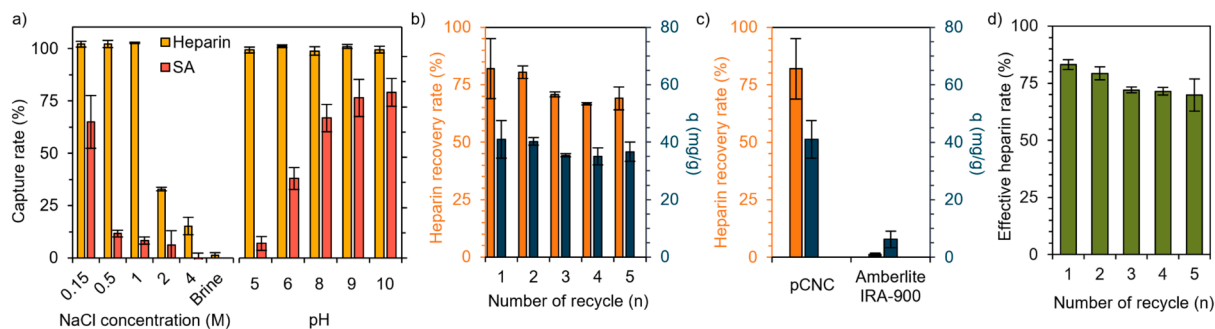 a)
Capture rate (%)
100
75
50
25
0
Heparin
SA
0.15 0.5 1 2 4 Brine
5 6 8 9 10
NaCl concentration (M)
pH
b)
Heparin recovery rate (%)
100
75
50
25
0
80
60
40
20
0
q (mg/g)
1 2 3 4 5
Number of recycle (n)
c)
Heparin recovery rate (%)
100
75
50
25
0
80
60
40
20
0
q (mg/g)
pCNC
Amberlite
IRA-900
d)
Effective heparin rate (%)
100
75
50
25
0
1 2 3 4 5
Number of recycle (n)